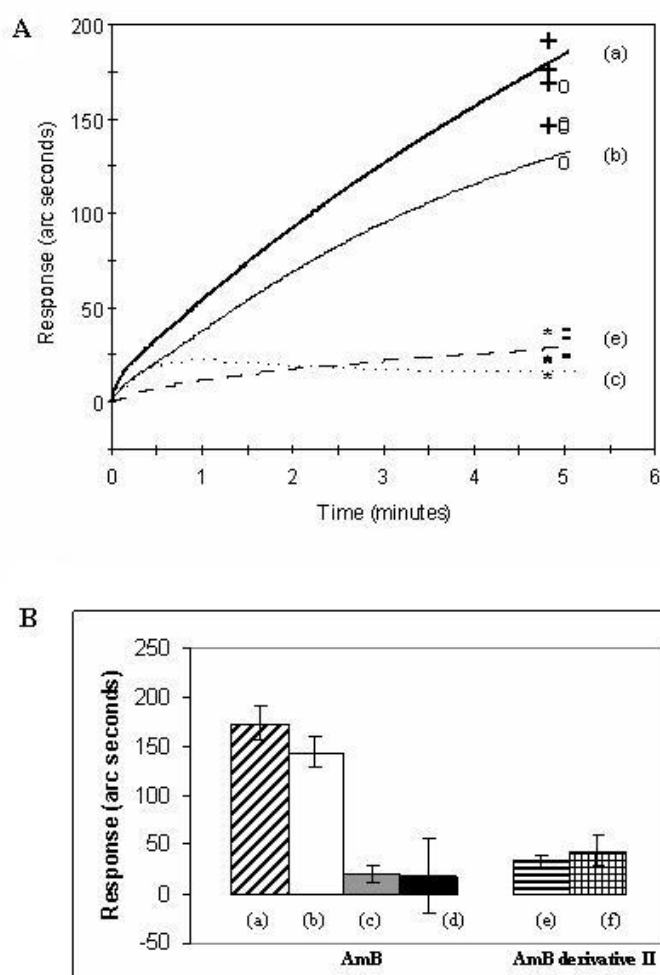 A
200
150
100
50
0
Response (arc seconds)
(a)
(b)
(e)
(c)
0 1 2 3 4 5 6
Time (minutes)
B
250
200
150
100
50
0
-50
Response (arc seconds)
(a) (b) (c) (d) (e) (f)
AmB AmB derivative II